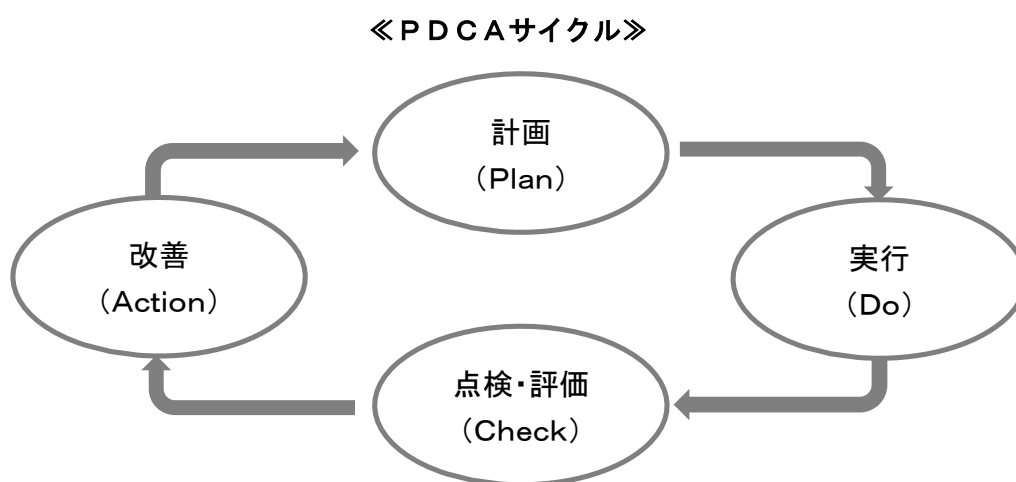 ≪ＰＤＣＡサイクル≫
計画
（Plan）
実行
（Do）
点検・評価
（Check）
改善
（Action）